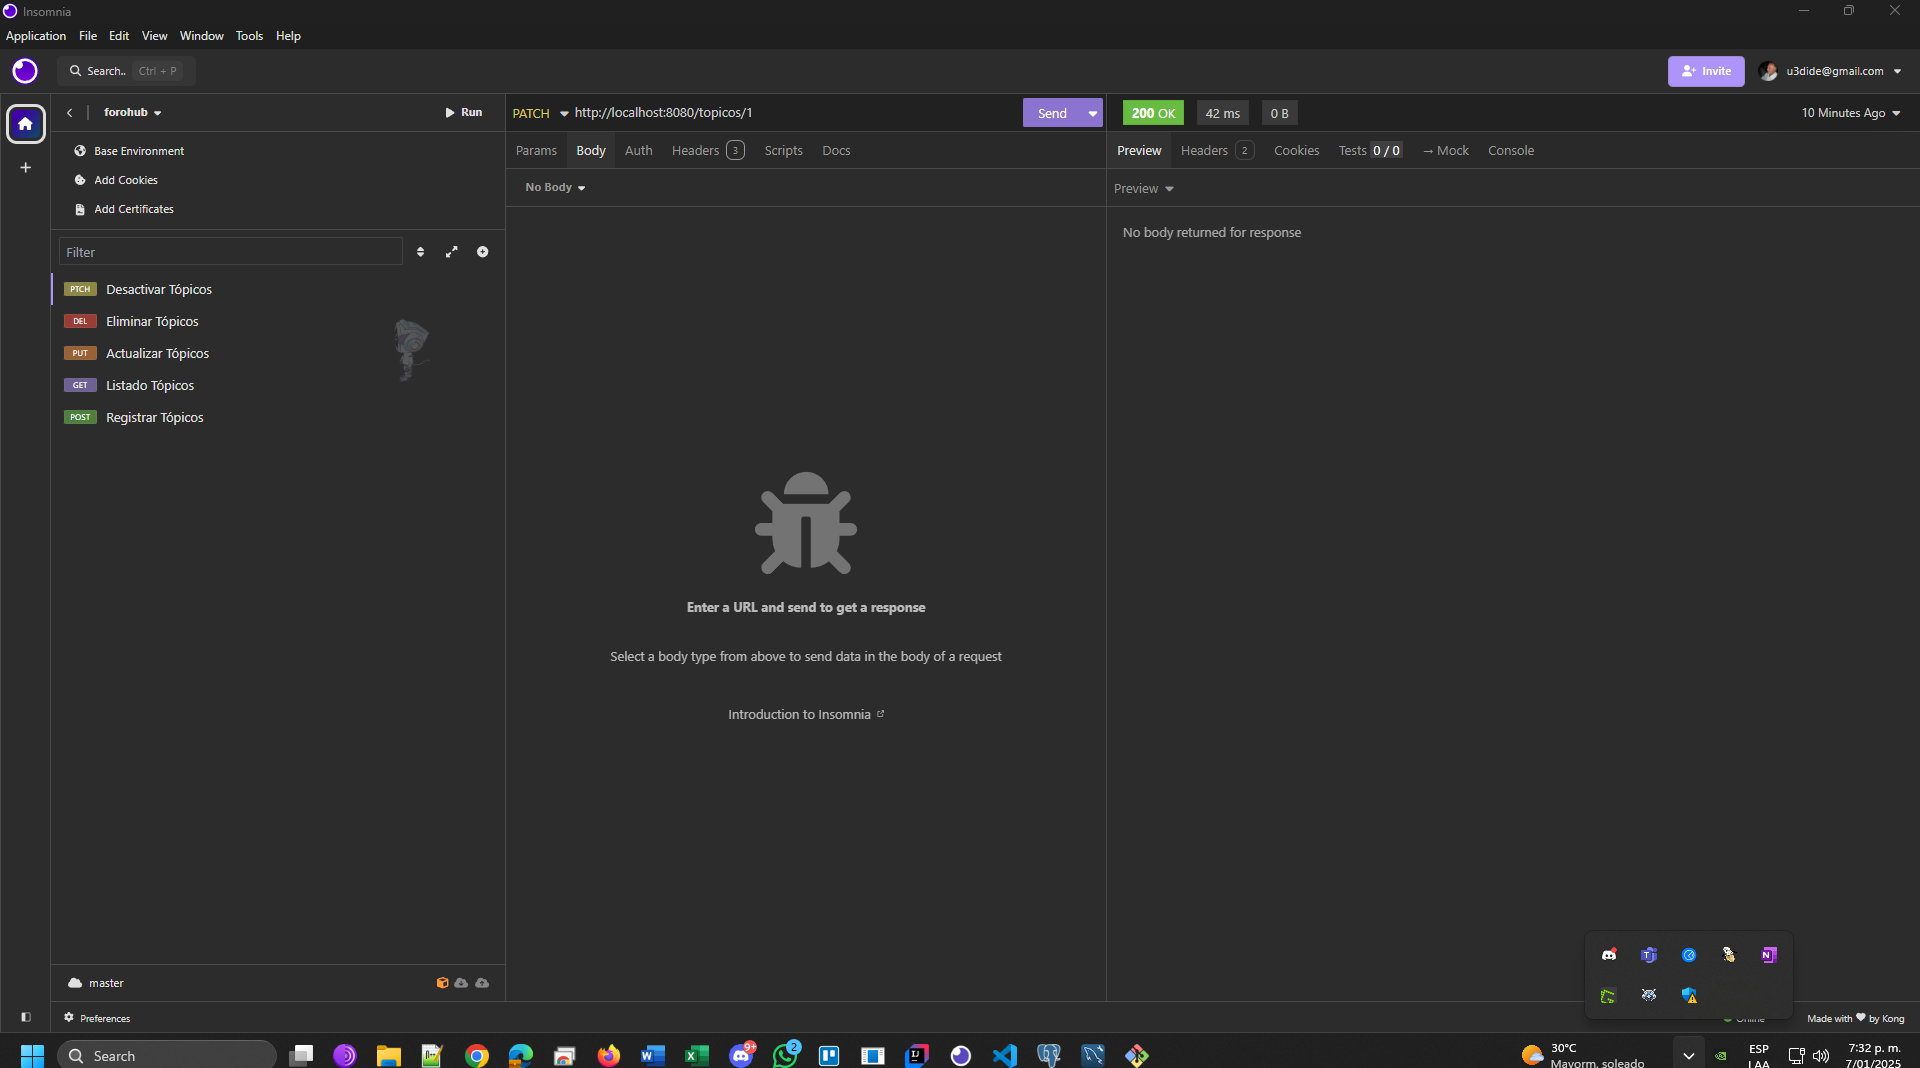 Insomnia
Application File Edit View Window Tools Help
Search.. Ctrl + P
Invite
u3dide@gmail.com
forohub
Run
PATCH http://localhost:8080/topicos/1
Send
200 OK
42 ms
0 B
10 Minutes Ago
Base Environment
Add Cookies
Add Certificates
Params Body Auth Headers 3 Scripts Docs
Preview Headers 2 Cookies Tests 0 / 0 → Mock Console
No Body
Preview
Filter
No body returned for response
PTCH Desactivar Tópicos
DEL Eliminar Tópicos
PUT Actualizar Tópicos
GET Listado Tópicos
POST Registrar Tópicos
Enter a URL and send to get a response
Select a body type from above to send data in the body of a request
Introduction to Insomnia
master
Preferences
Online
Made with ❤ by Kong
Search
9+
2
30°C
Mayorm. soleado
ESP
LAA
7:32 p. m.
7/01/2025